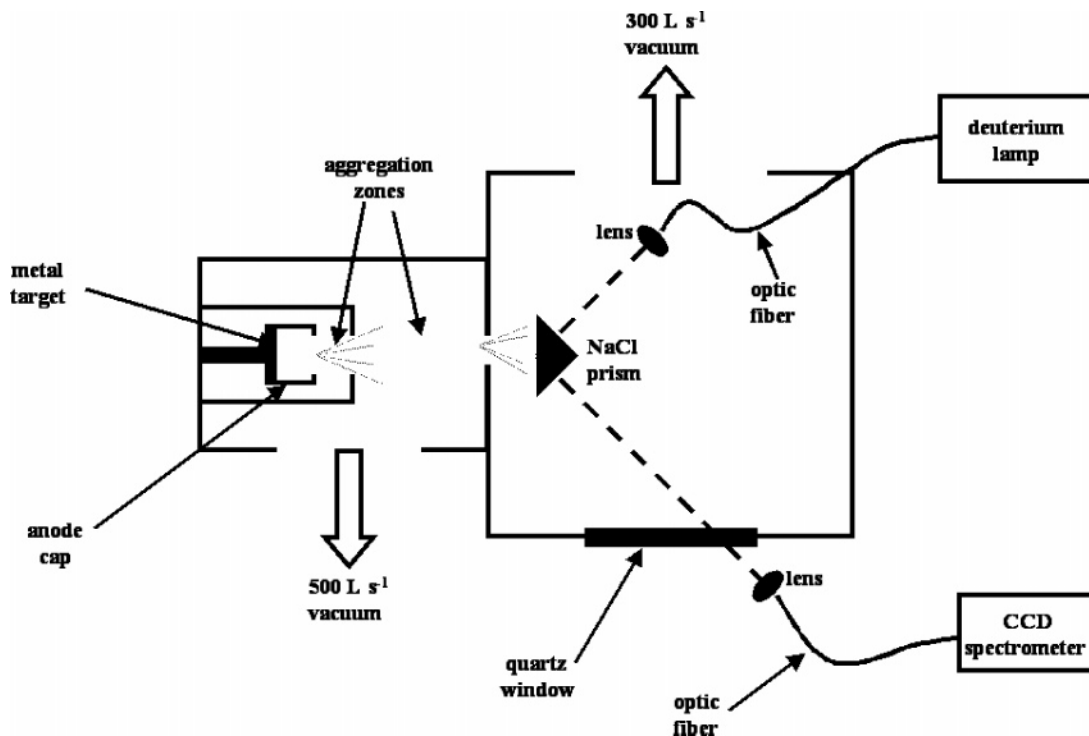 300 L s⁻¹
vacuum
deuterium
lamp
aggregation
zones
lens
metal
target
optic
fiber
NaCl
prism
anode
cap
500 L s⁻¹
vacuum
lens
CCD
spectrometer
quartz
window
optic
fiber